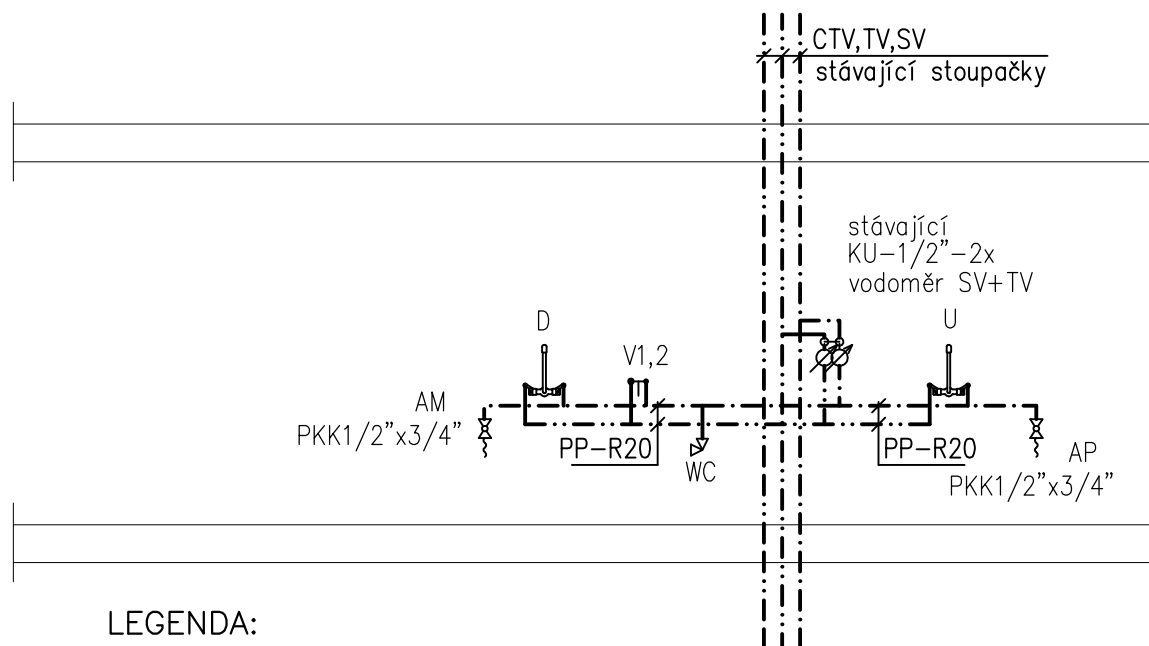 CTV,TV,SV
stávající stoupačky
stávající
KU-1/2"-2x
vodoměr SV+TV
D
U
V1,2
AM
PKK1/2"x3/4"
PP-R20
WC
PP-R20
AP
PKK1/2"x3/4"
LEGENDA: